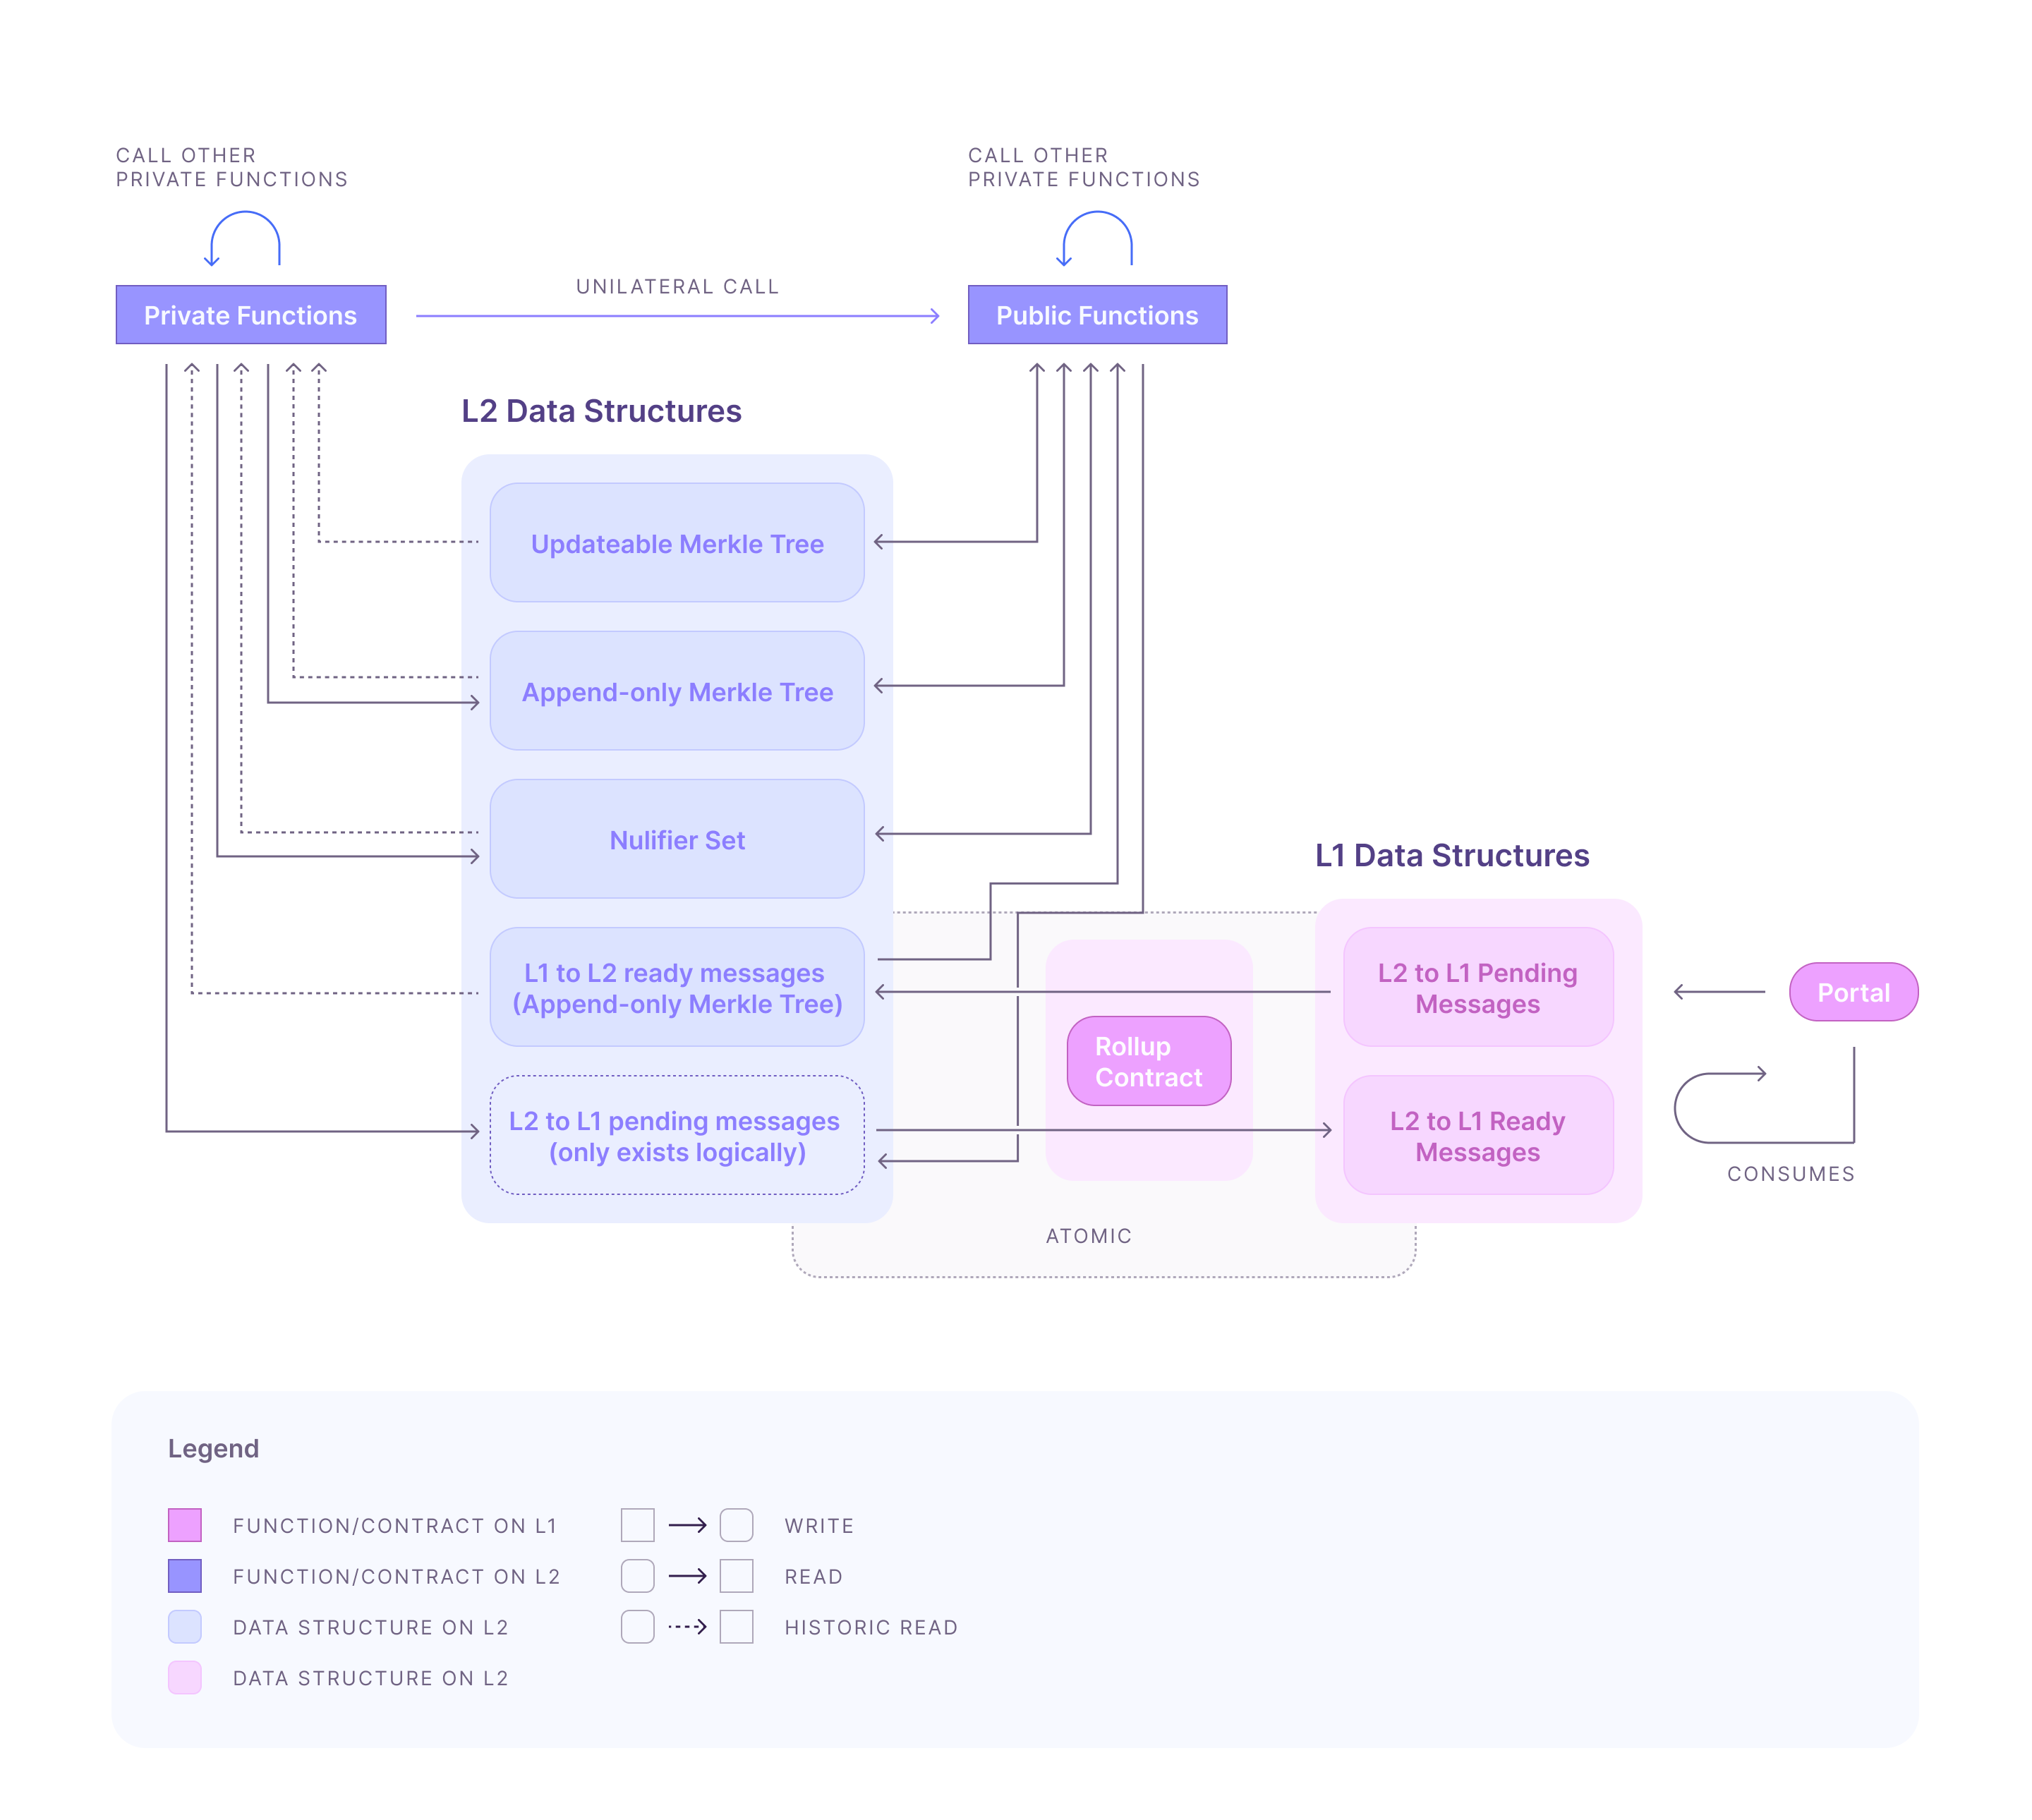 CALL OTHER
PRIVATE FUNCTIONS
CALL OTHER
PRIVATE FUNCTIONS
Private Functions
UNILATERAL CALL
Public Functions
L2 Data Structures
Updateable Merkle Tree
Append-only Merkle Tree
Nulifier Set
L1 to L2 ready messages
(Append-only Merkle Tree)
L2 to L1 pending messages
(only exists logically)
Rollup
Contract
ATOMIC
L1 Data Structures
L2 to L1 Pending
Messages
L2 to L1 Ready
Messages
Portal
CONSUMES
Legend
FUNCTION/CONTRACT ON L1
FUNCTION/CONTRACT ON L2
DATA STRUCTURE ON L2
DATA STRUCTURE ON L2
WRITE
READ
HISTORIC READ